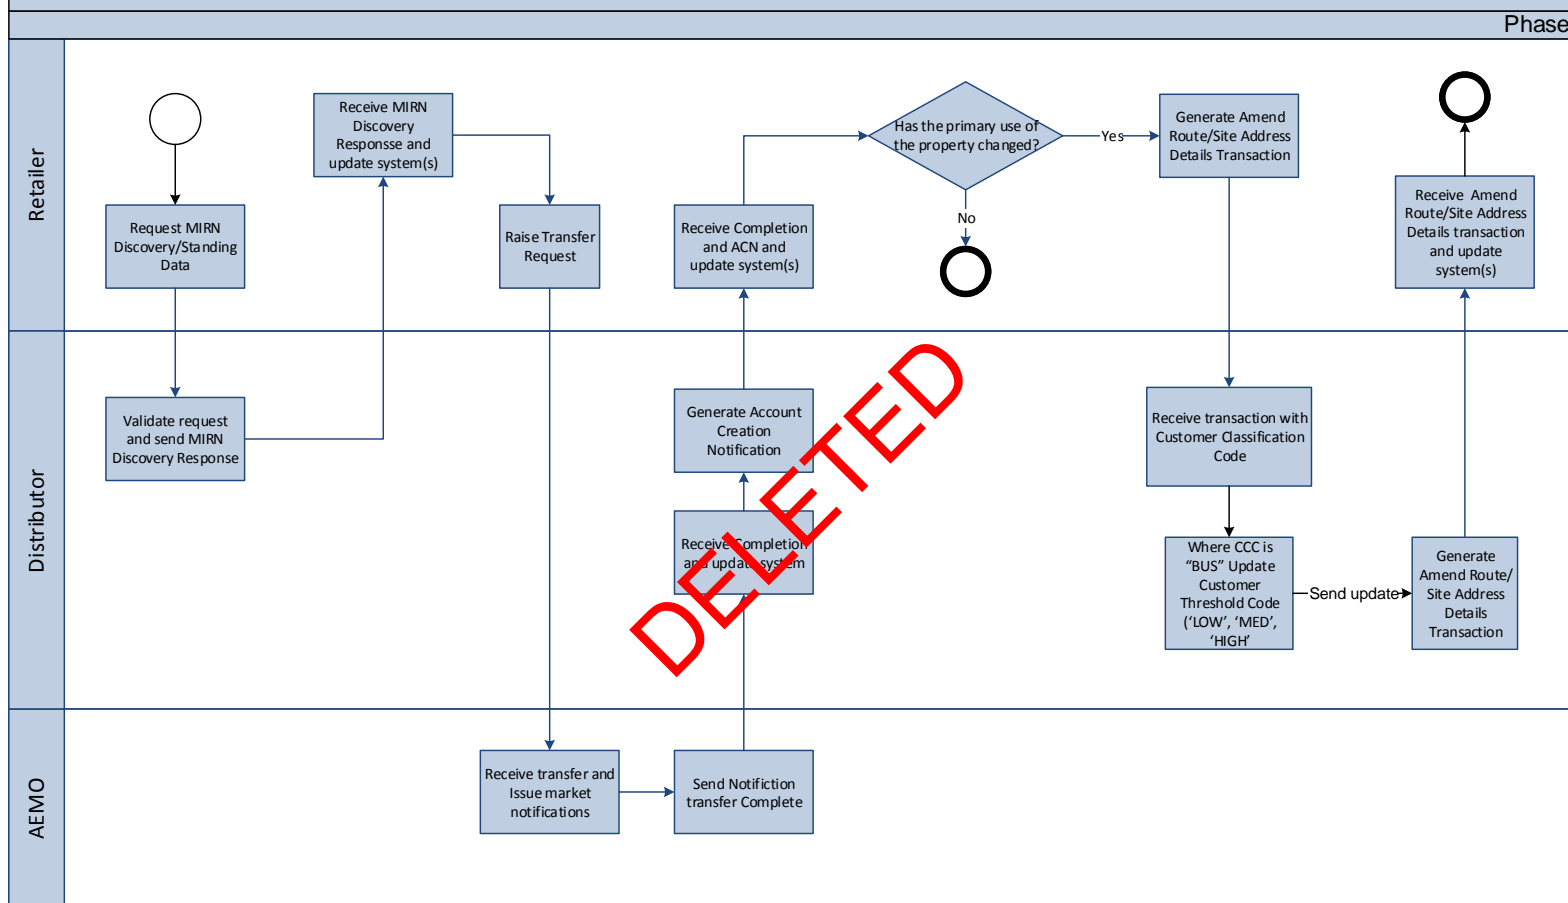 Phase
Retailer
Receive MIRN
Discovery
Responsse and
update system(s)
Request MIRN
Discovery/Standing
Data
Raise Transfer
Request
Receive Completion
and ACN and
update system(s)
Has the primary use of
the property changed?
Yes
No
Generate Amend
Route/Site Address
Details Transaction
Receive Amend
Route/Site Address
Details transaction
and update
system(s)
Distributor
Validate request
and send MIRN
Discovery Response
Generate Account
Creation
Notification
Receive Completion
and update system
DELETED
Receive transaction with
Customer Classification
Code
Where CCC is
“BUS” Update
Customer
Threshold Code
(‘LOW’, ‘MED’,
‘HIGH’
Send update
Generate
Amend Route/
Site Address
Details
Transaction
AEMO
Receive transfer and
Issue market
notifications
Send Notifiction
transfer Complete